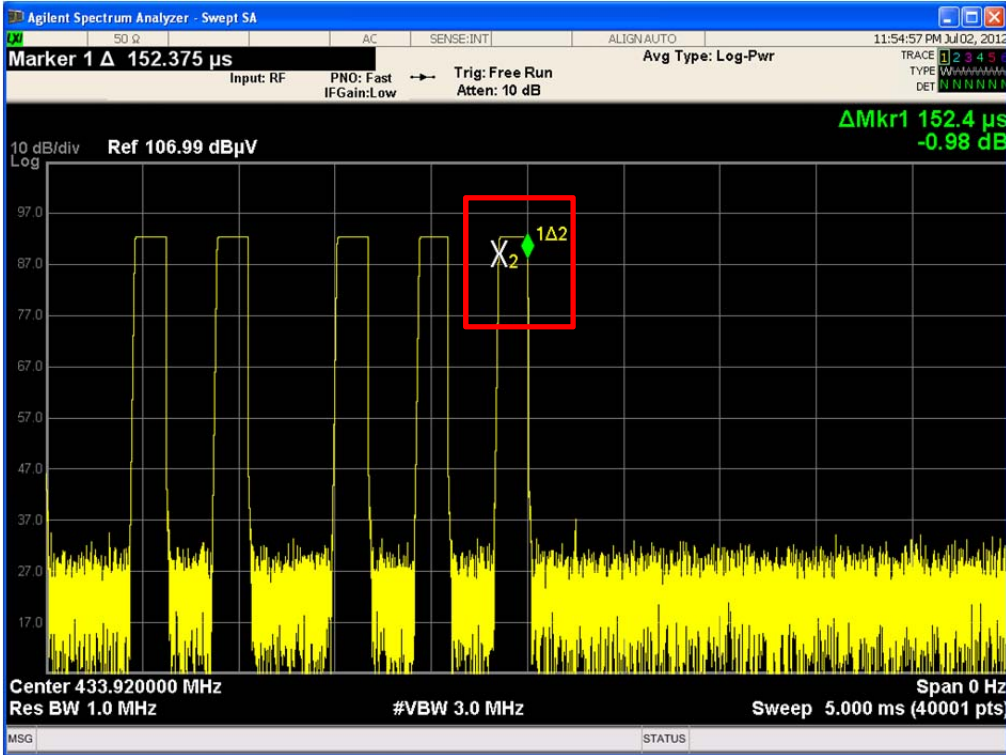 Agilent Spectrum Analyzer - Swept SA
LXI 50 Ω AC SENSE:INT ALIGN AUTO 11:54:57 PM Jul 02, 2012
Marker 1 Δ 152.375 µs
Input: RF PNO: Fast Trig: Free Run Avg Type: Log-Pwr TRACE 1 2 3 4 5 6
IFGain:Low Atten: 10 dB TYPE W
DET N N N N N N
ΔMkr1 152.4 µs
10 dB/div Ref 106.99 dBµV -0.98 dB
Log
97.0
1Δ2
X2
87.0
77.0
67.0
57.0
47.0
37.0
27.0
17.0
Center 433.920000 MHz Span 0 Hz
Res BW 1.0 MHz #VBW 3.0 MHz Sweep 5.000 ms (40001 pts)
MSG STATUS